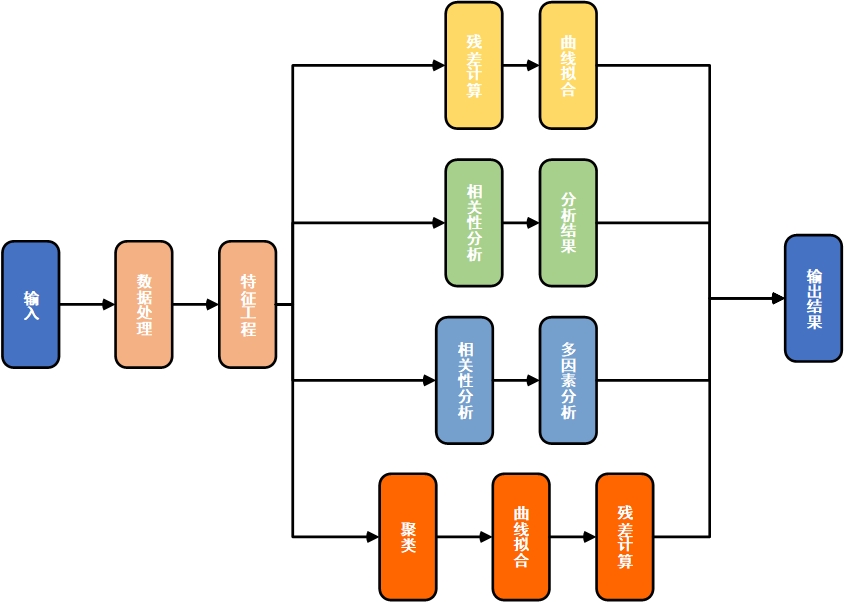 输入
数据处理
特征工程
残差计算
曲线拟合
相关性分析
分析结果
相关性分析
多因素分析
聚类
曲线拟合
残差计算
输出结果